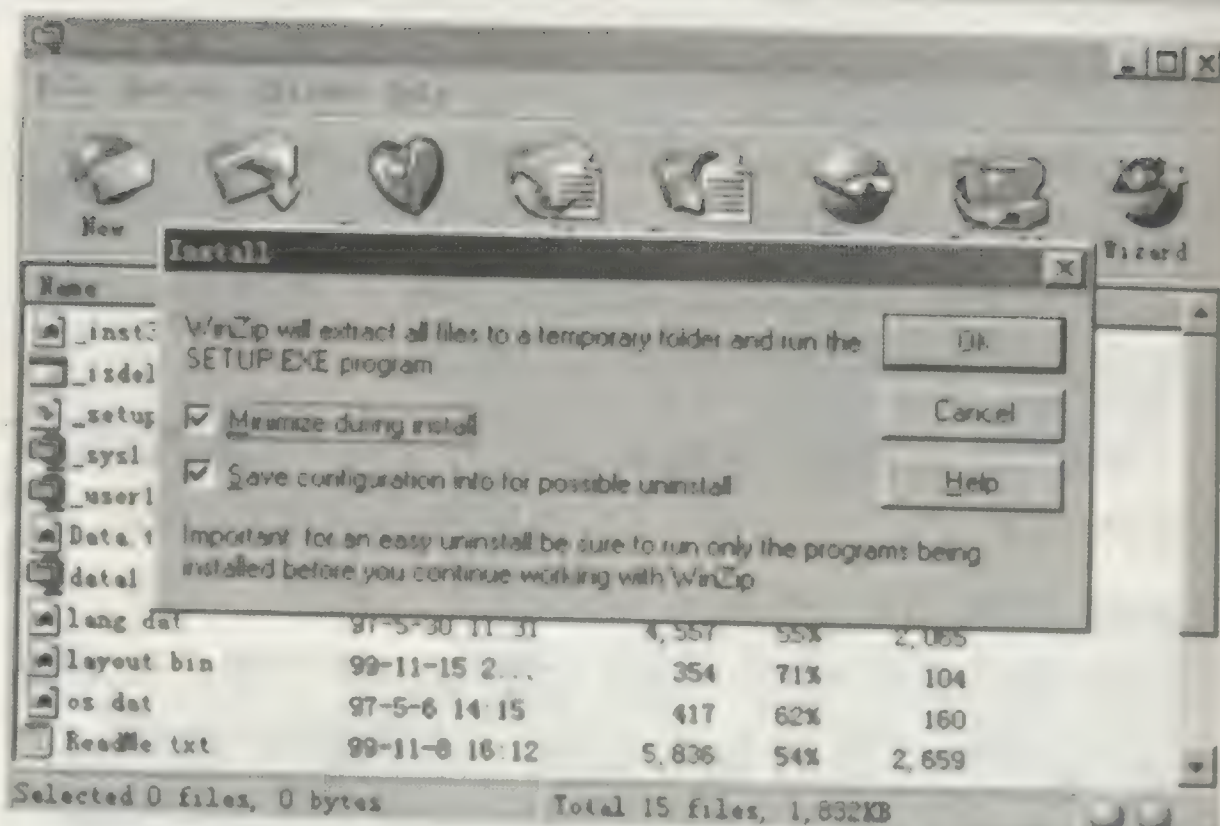 New
Wizard
Install
Name
WinZip will extract all files to a temporary folder and run the
SETUP EXE program
OK
Minimize during install
Cancel
Save configuration info for possible uninstall
Help
Important for an easy uninstall be sure to run only the programs being
installed before you continue working with WinZip
_inst3
_isdel
_setup
_sys1
_user1
Data
data1
lang dat 97-5-30 11 31 4,557 55% 2,085
layout bin 99-11-15 2... 354 71% 104
os dat 97-5-6 14:15 417 62% 160
ReadMe txt 99-11-8 16:12 5,836 54% 2,659
Selected 0 files, 0 bytes
Total 15 files, 1,832KB